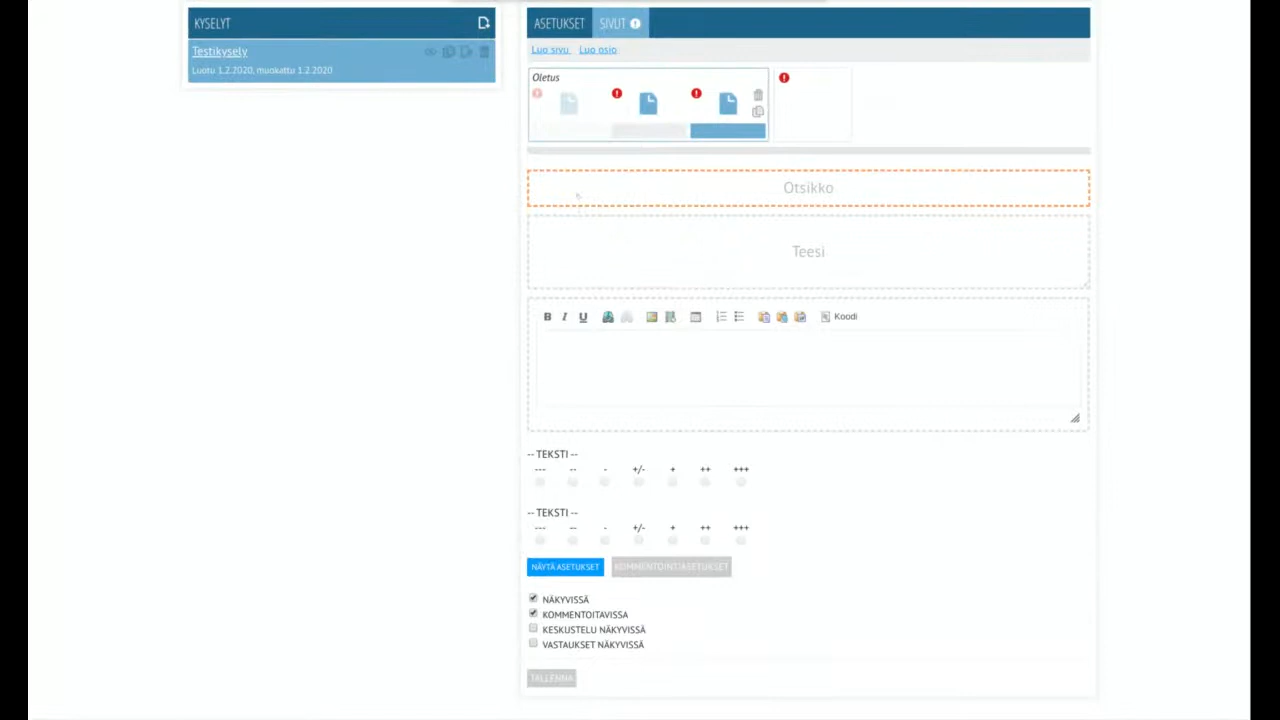 KYSELYT
Testikysely
Luotu 1.2.2020, muokattu 1.2.2020
ASETUKSET SIVUT
Luo sivu Luo osio
Oletus
Otsikko
Teesi
B I U Koodi
-- TEKSTI --
--- -- - +/- + ++ +++
-- TEKSTI --
--- -- - +/- + ++ +++
NÄYTÄ ASETUKSET KOMMENTOINTIASETUKSET
NÄKYVISSÄ
KOMMENTOITAVISSA
KESKUSTELU NÄKYVISSÄ
VASTAUKSET NÄKYVISSÄ
TALLENNA